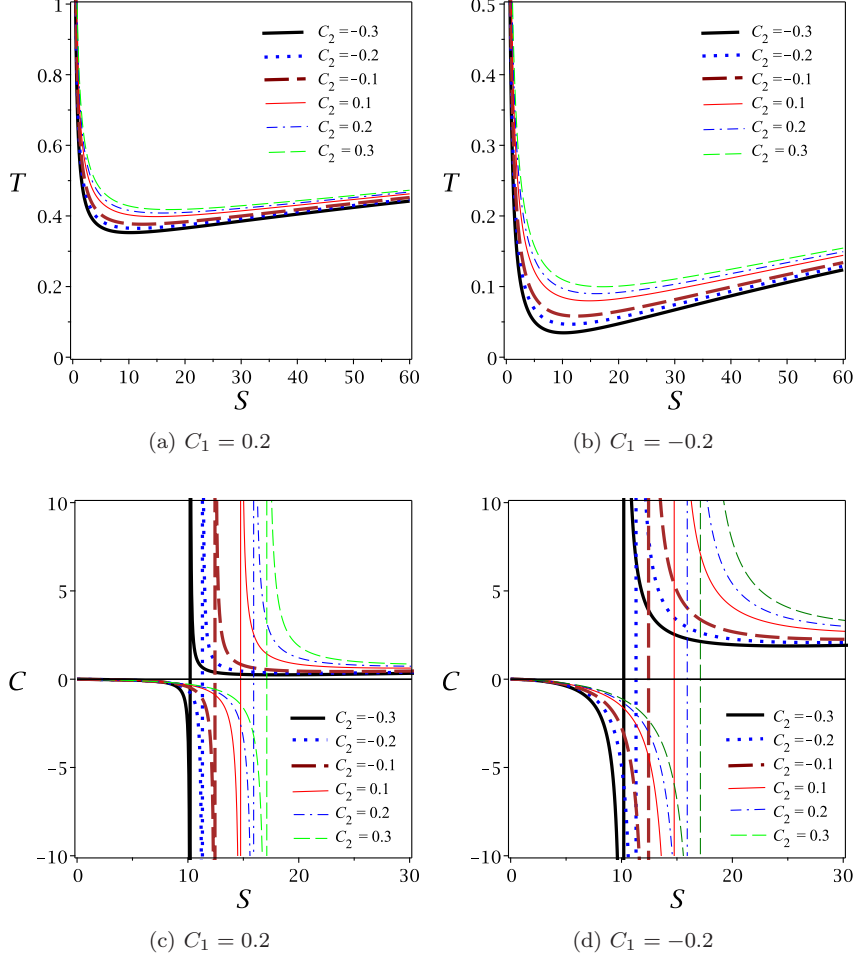 1
0.8
0.6
T
0.4
0.2
0
0 10 20 30 40 50 60
S
C₂ =−0.3
C₂ =−0.2
C₂ =−0.1
C₂ = 0.1
C₂ = 0.2
C₂ = 0.3
(a) C₁ = 0.2
0.5
0.4
0.3
0.2
T
0.1
0
0 10 20 30 40 50 60
S
C₂ =−0.3
C₂ =−0.2
C₂ =−0.1
C₂ = 0.1
C₂ = 0.2
C₂ = 0.3
(b) C₁ = −0.2
10
5
C 0
−5
−10
0 10 20 30
S
C₂ =−0.3
C₂ =−0.2
C₂ =−0.1
C₂ = 0.1
C₂ = 0.2
C₂ = 0.3
(c) C₁ = 0.2
10
5
C 0
−5
−10
0 5 10 15 20 25 30
S
C₂ =−0.3
C₂ =−0.2
C₂ =−0.1
C₂ = 0.1
C₂ = 0.2
C₂ = 0.3
(d) C₁ = −0.2